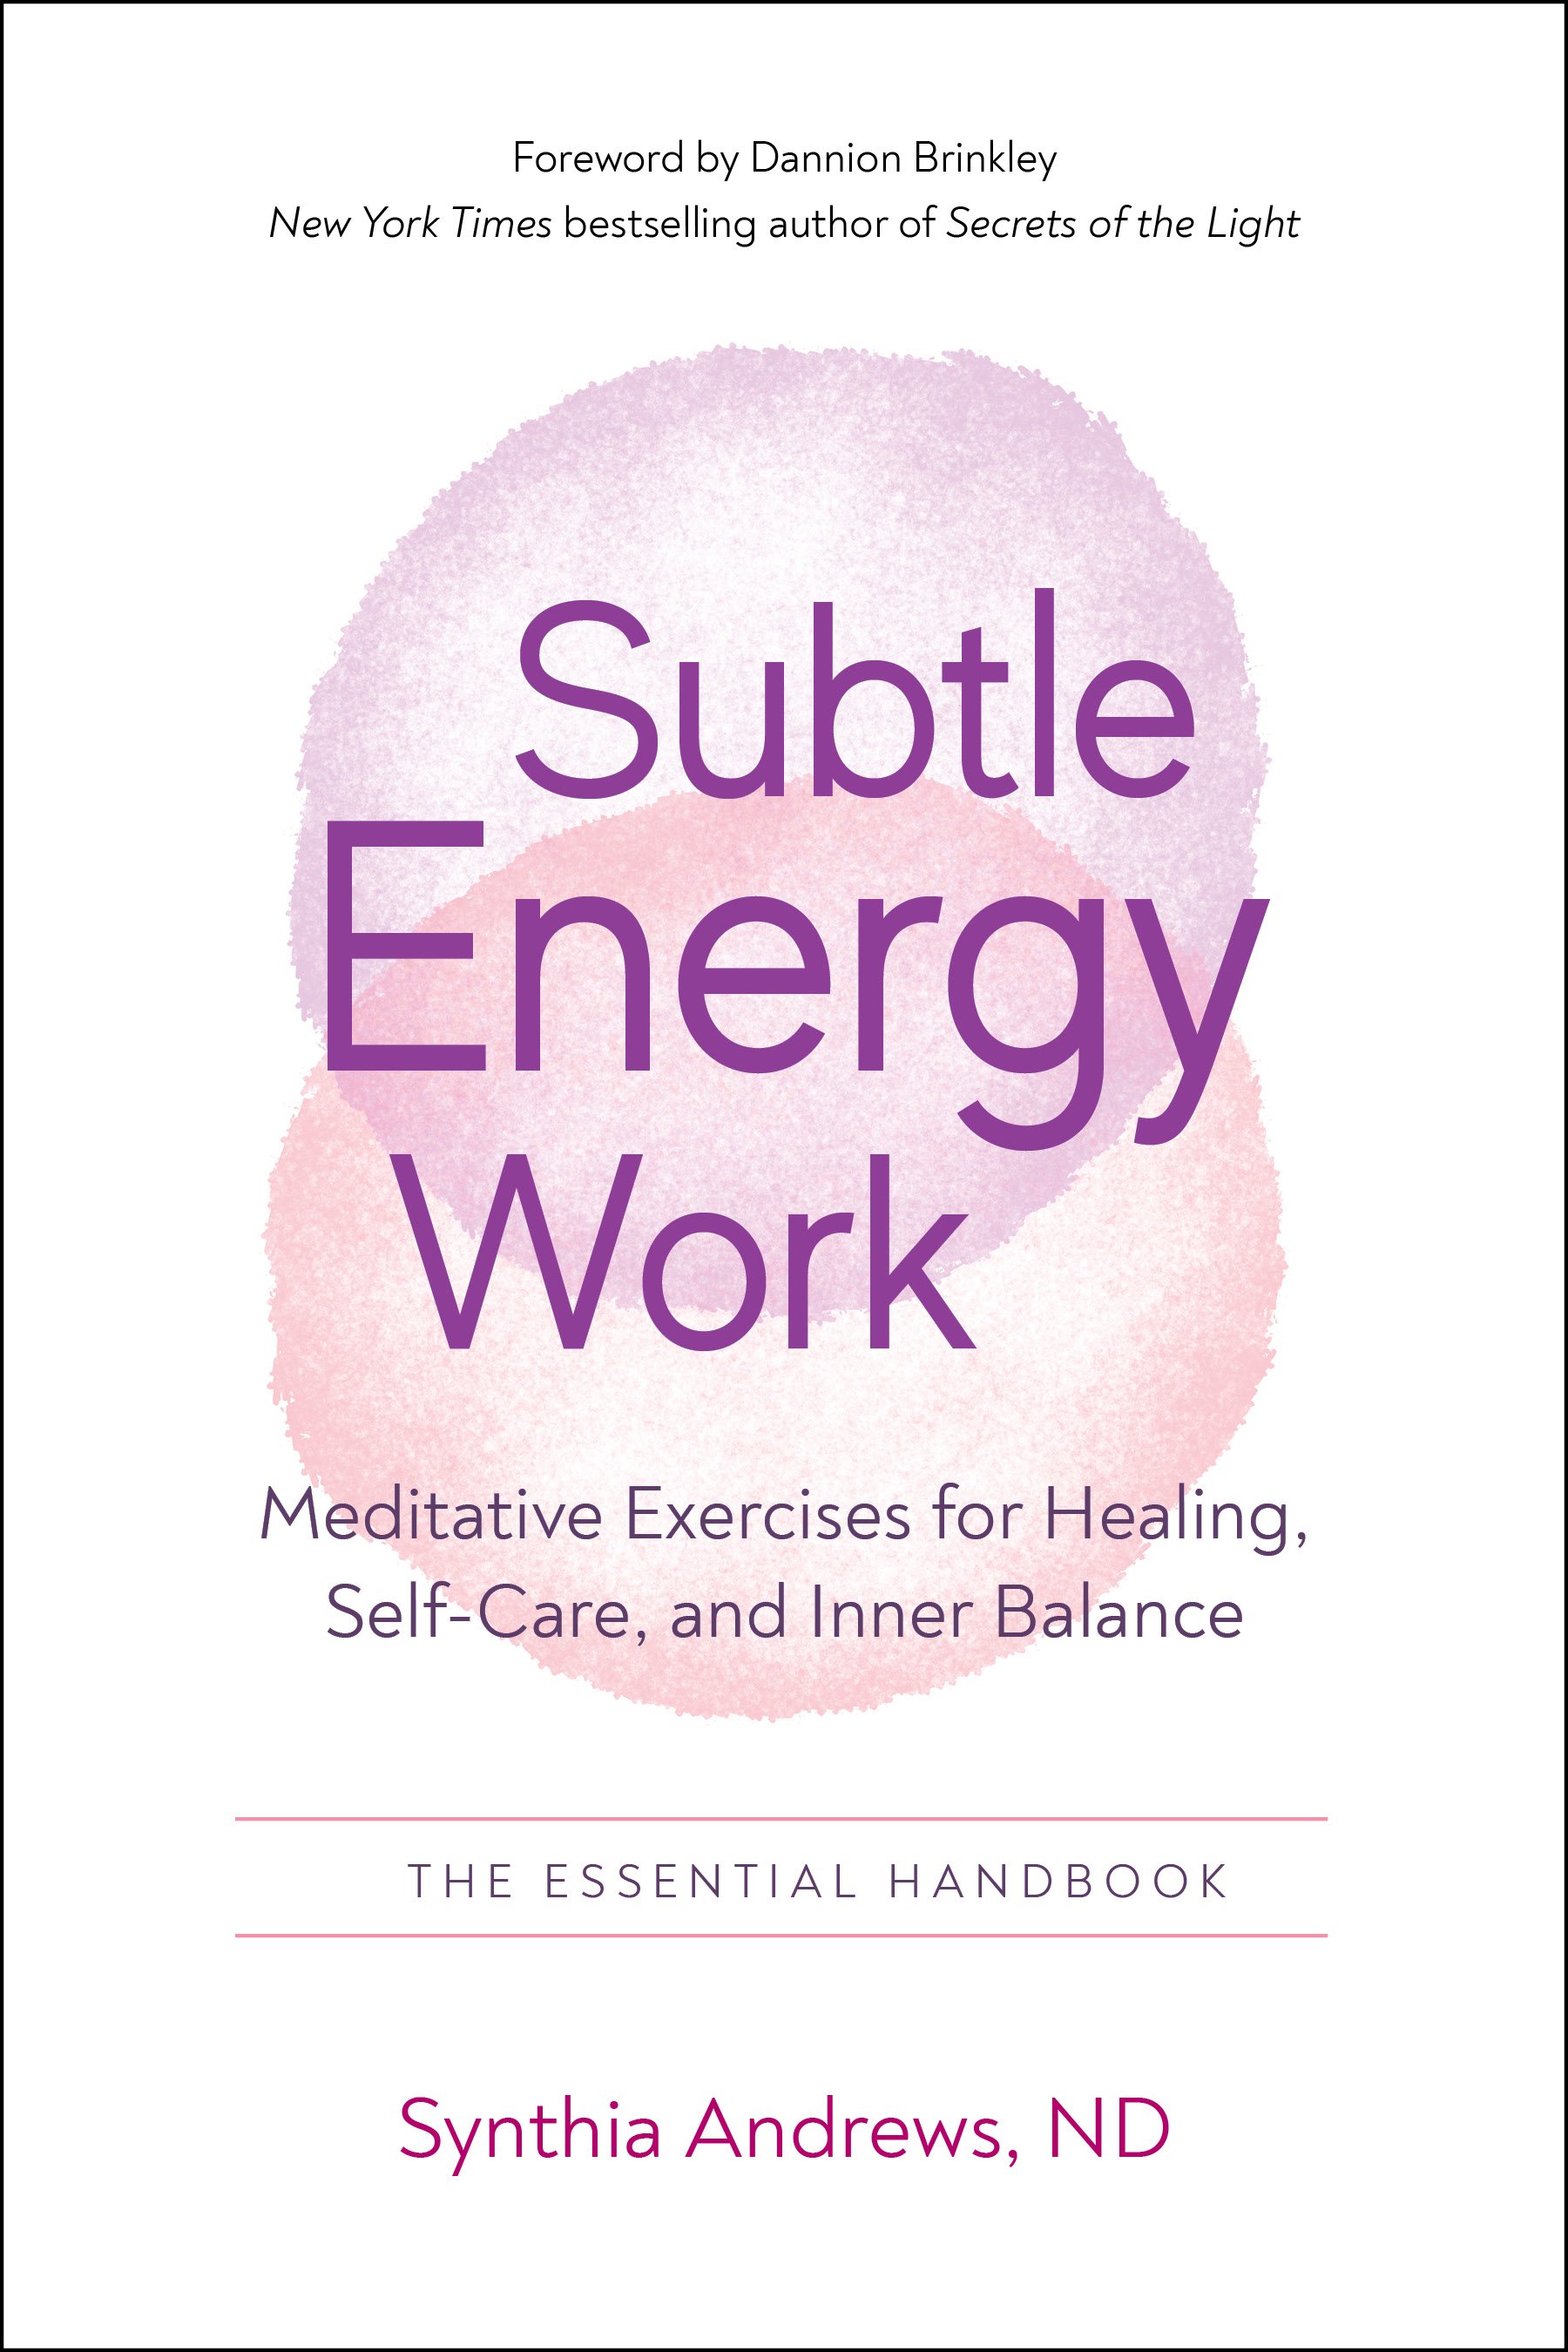 Foreword by Dannion Brinkley
New York Times bestselling author of Secrets of the Light
Subtle
Energy
Work
Meditative Exercises for Healing,
Self-Care, and Inner Balance
THE ESSENTIAL HANDBOOK
Synthia Andrews, ND